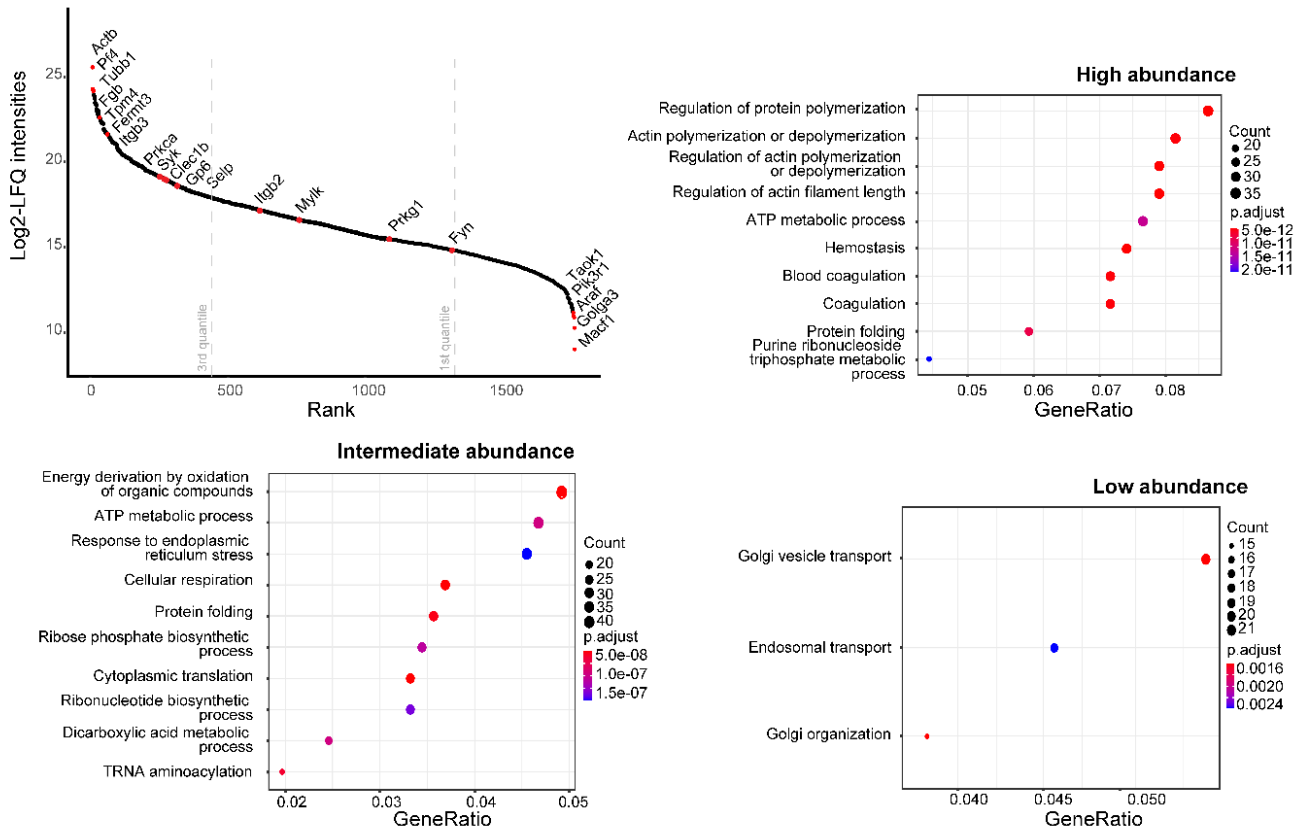 Log2-LFQ intensities
25
20
15
10
Actb
Pf4
Tubb1
Fgb
Tpm4
Fermt3
Itgb3
Prkca
Syk
Clec1b
Gp6
Selp
Itgb2
Mylk
Prkg1
Fyn
Taok1
Pik3r1
Araf
Golga3
Macf1
3rd quantile
1st quantile
0
500
1000
1500
Rank
High abundance
Regulation of protein polymerization
Actin polymerization or depolymerization
Regulation of actin polymerization
or depolymerization
Regulation of actin filament length
ATP metabolic process
Hemostasis
Blood coagulation
Coagulation
Protein folding
Purine ribonucleoside
triphosphate metabolic
process
0.05
0.06
0.07
0.08
GeneRatio
Count
20
25
30
35
p.adjust
5.0e-12
1.0e-11
1.5e-11
2.0e-11
Intermediate abundance
Energy derivation by oxidation
of organic compounds
ATP metabolic process
Response to endoplasmic
reticulum stress
Cellular respiration
Protein folding
Ribose phosphate biosynthetic
process
Cytoplasmic translation
Ribonucleotide biosynthetic
process
Dicarboxylic acid metabolic
process
TRNA aminoacylation
0.02
0.03
0.04
0.05
GeneRatio
Count
20
25
30
35
40
p.adjust
5.0e-08
1.0e-07
1.5e-07
Low abundance
Golgi vesicle transport
Endosomal transport
Golgi organization
0.040
0.045
0.050
GeneRatio
Count
15
16
17
18
19
20
21
p.adjust
0.0016
0.0020
0.0024